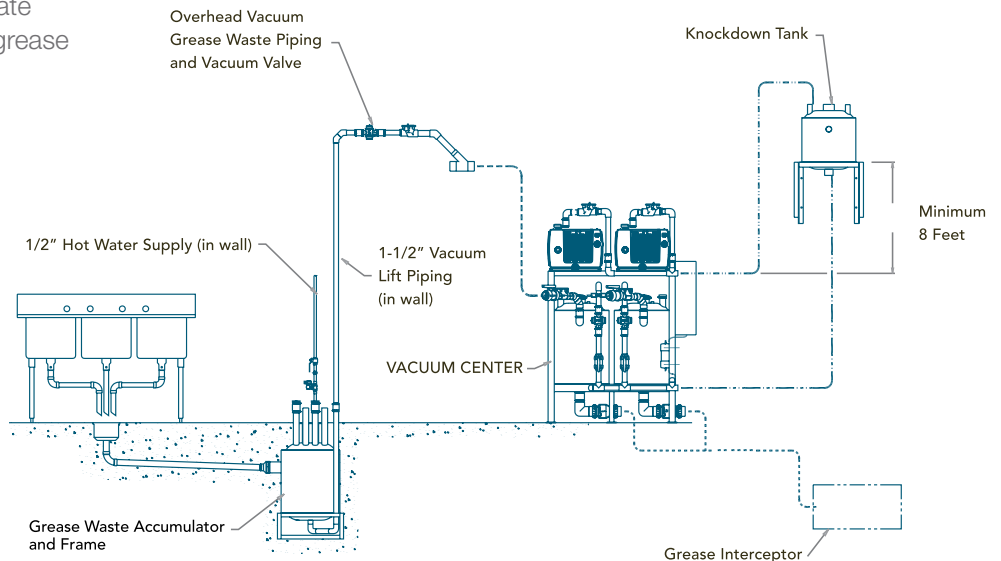 ate
grease
Overhead Vacuum
Grease Waste Piping
and Vacuum Valve
Knockdown Tank
Minimum
8 Feet
1/2” Hot Water Supply (in wall)
1-1/2” Vacuum
Lift Piping
(in wall)
VACUUM CENTER
Grease Waste Accumulator
and Frame
Grease Interceptor